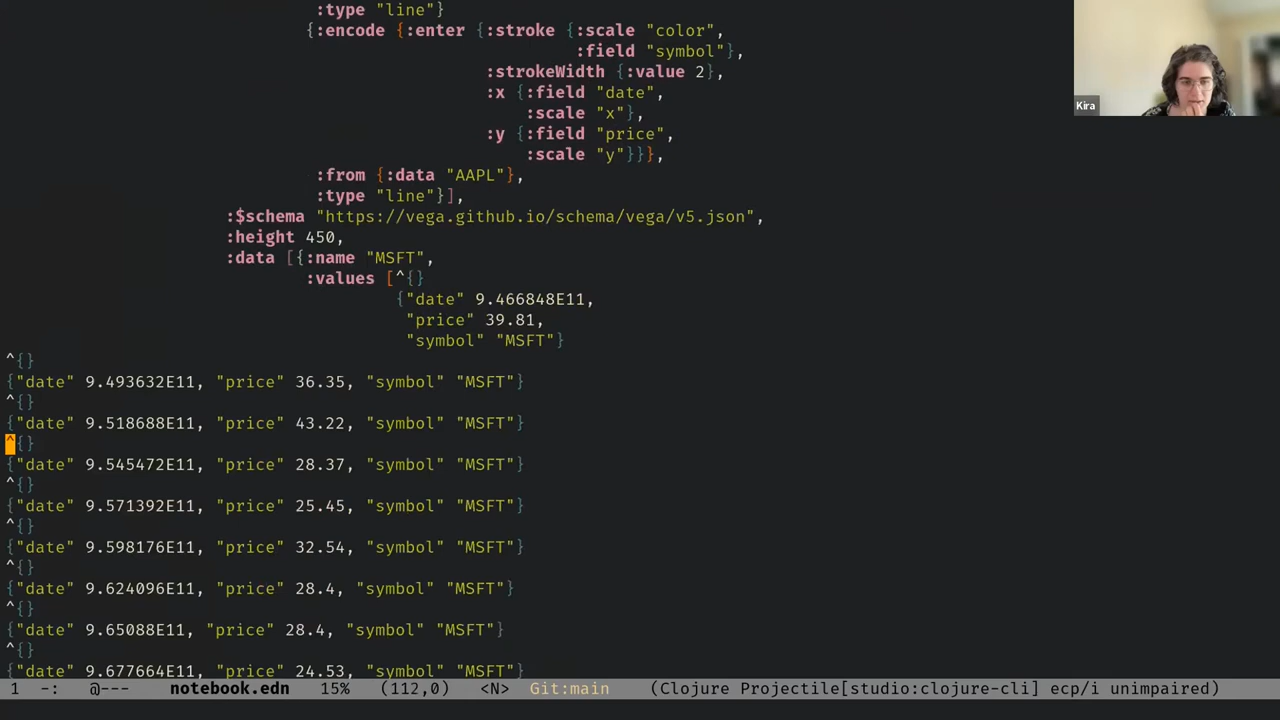 :type "line"}
{:encode {:enter {:stroke {:scale "color",
:field "symbol"},
:strokeWidth {:value 2},
:x {:field "date",
:scale "x"},
:y {:field "price",
:scale "y"}}},
:from {:data "AAPL"},
:type "line"}],
:$schema "https://vega.github.io/schema/vega/v5.json",
:height 450,
:data [{:name "MSFT",
:values [^{}
{"date" 9.466848E11,
"price" 39.81,
"symbol" "MSFT"}
^{}
{"date" 9.493632E11, "price" 36.35, "symbol" "MSFT"}
^{}
{"date" 9.518688E11, "price" 43.22, "symbol" "MSFT"}
^{}
{"date" 9.545472E11, "price" 28.37, "symbol" "MSFT"}
^{}
{"date" 9.571392E11, "price" 25.45, "symbol" "MSFT"}
^{}
{"date" 9.598176E11, "price" 32.54, "symbol" "MSFT"}
^{}
{"date" 9.624096E11, "price" 28.4, "symbol" "MSFT"}
^{}
{"date" 9.65088E11, "price" 28.4, "symbol" "MSFT"}
^{}
{"date" 9.677664E11, "price" 24.53, "symbol" "MSFT"}
1 -: @--- notebook.edn 15% (112,0) <N> Git:main (Clojure Projectile[studio:clojure-cli] ecp/i unimpaired)
Kira